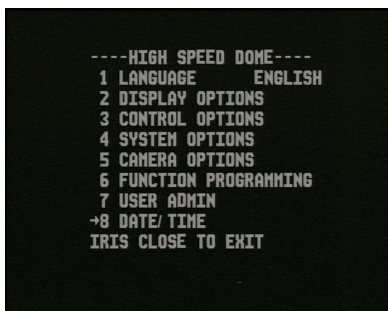 ----HIGH SPEED DOME----
1 LANGUAGE ENGLISH
2 DISPLAY OPTIONS
3 CONTROL OPTIONS
4 SYSTEM OPTIONS
5 CAMERA OPTIONS
6 FUNCTION PROGRAMMING
7 USER ADMIN
→8 DATE/ TIME
IRIS CLOSE TO EXIT